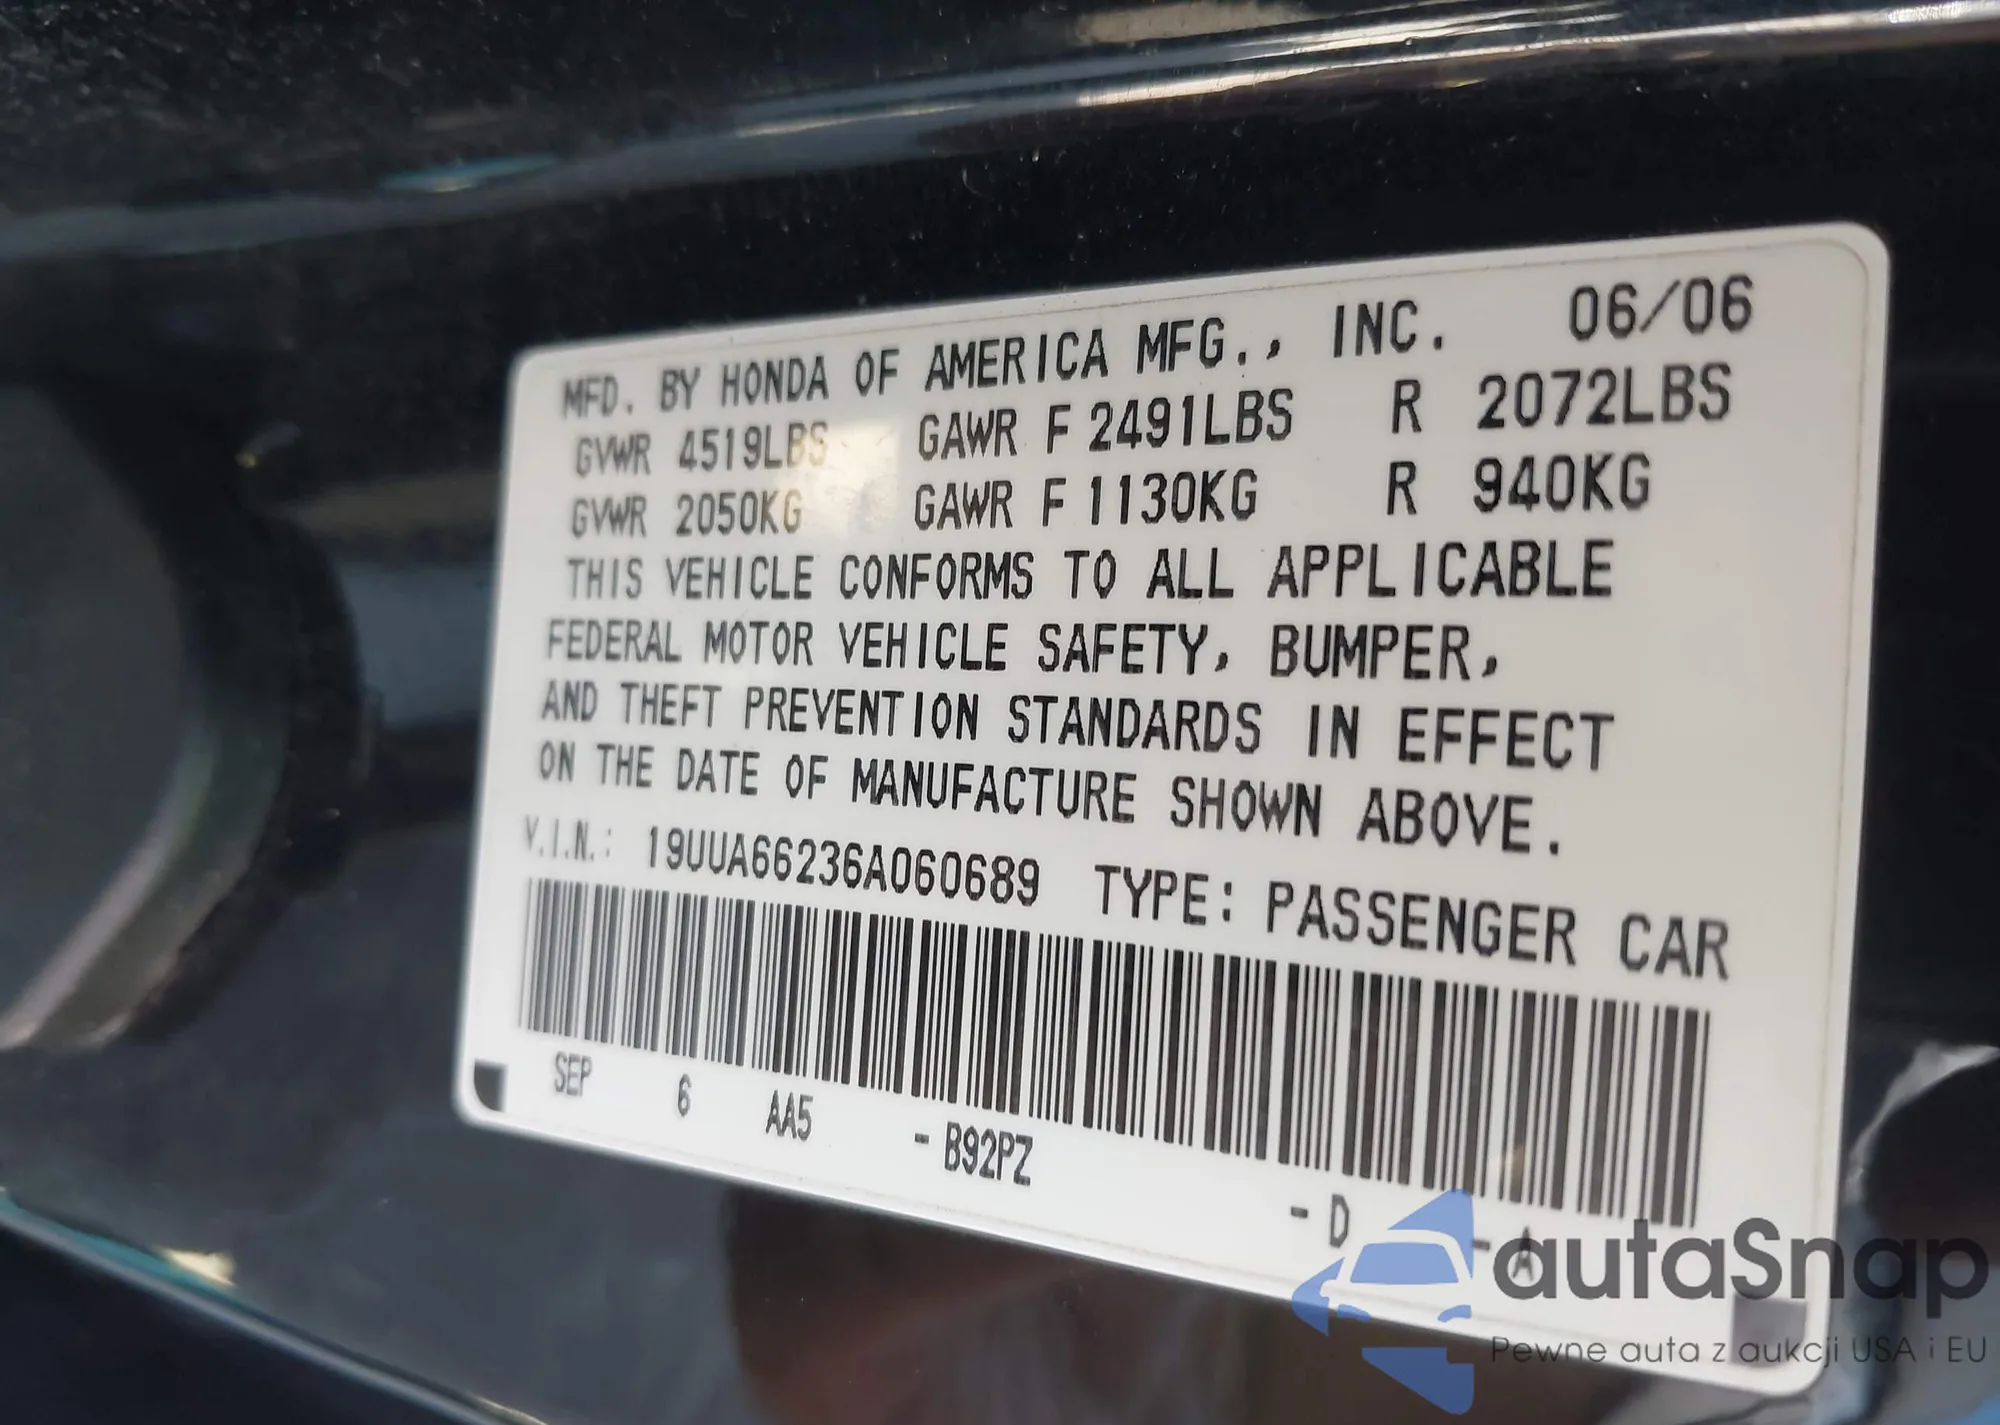 MFD. BY HONDA OF AMERICA MFG., INC. 06/06
GVWR 4519LBS GAWR F 2491LBS R 2072LBS
GVWR 2050KG GAWR F 1130KG R 940KG
THIS VEHICLE CONFORMS TO ALL APPLICABLE
FEDERAL MOTOR VEHICLE SAFETY, BUMPER,
AND THEFT PREVENTION STANDARDS IN EFFECT
ON THE DATE OF MANUFACTURE SHOWN ABOVE.
V.I.N.: 19UUA66236A060689 TYPE: PASSENGER CAR
SEP 6 AA5 - B92PZ - D - A
autaSnap
Pewne auta z aukcji USA i EU